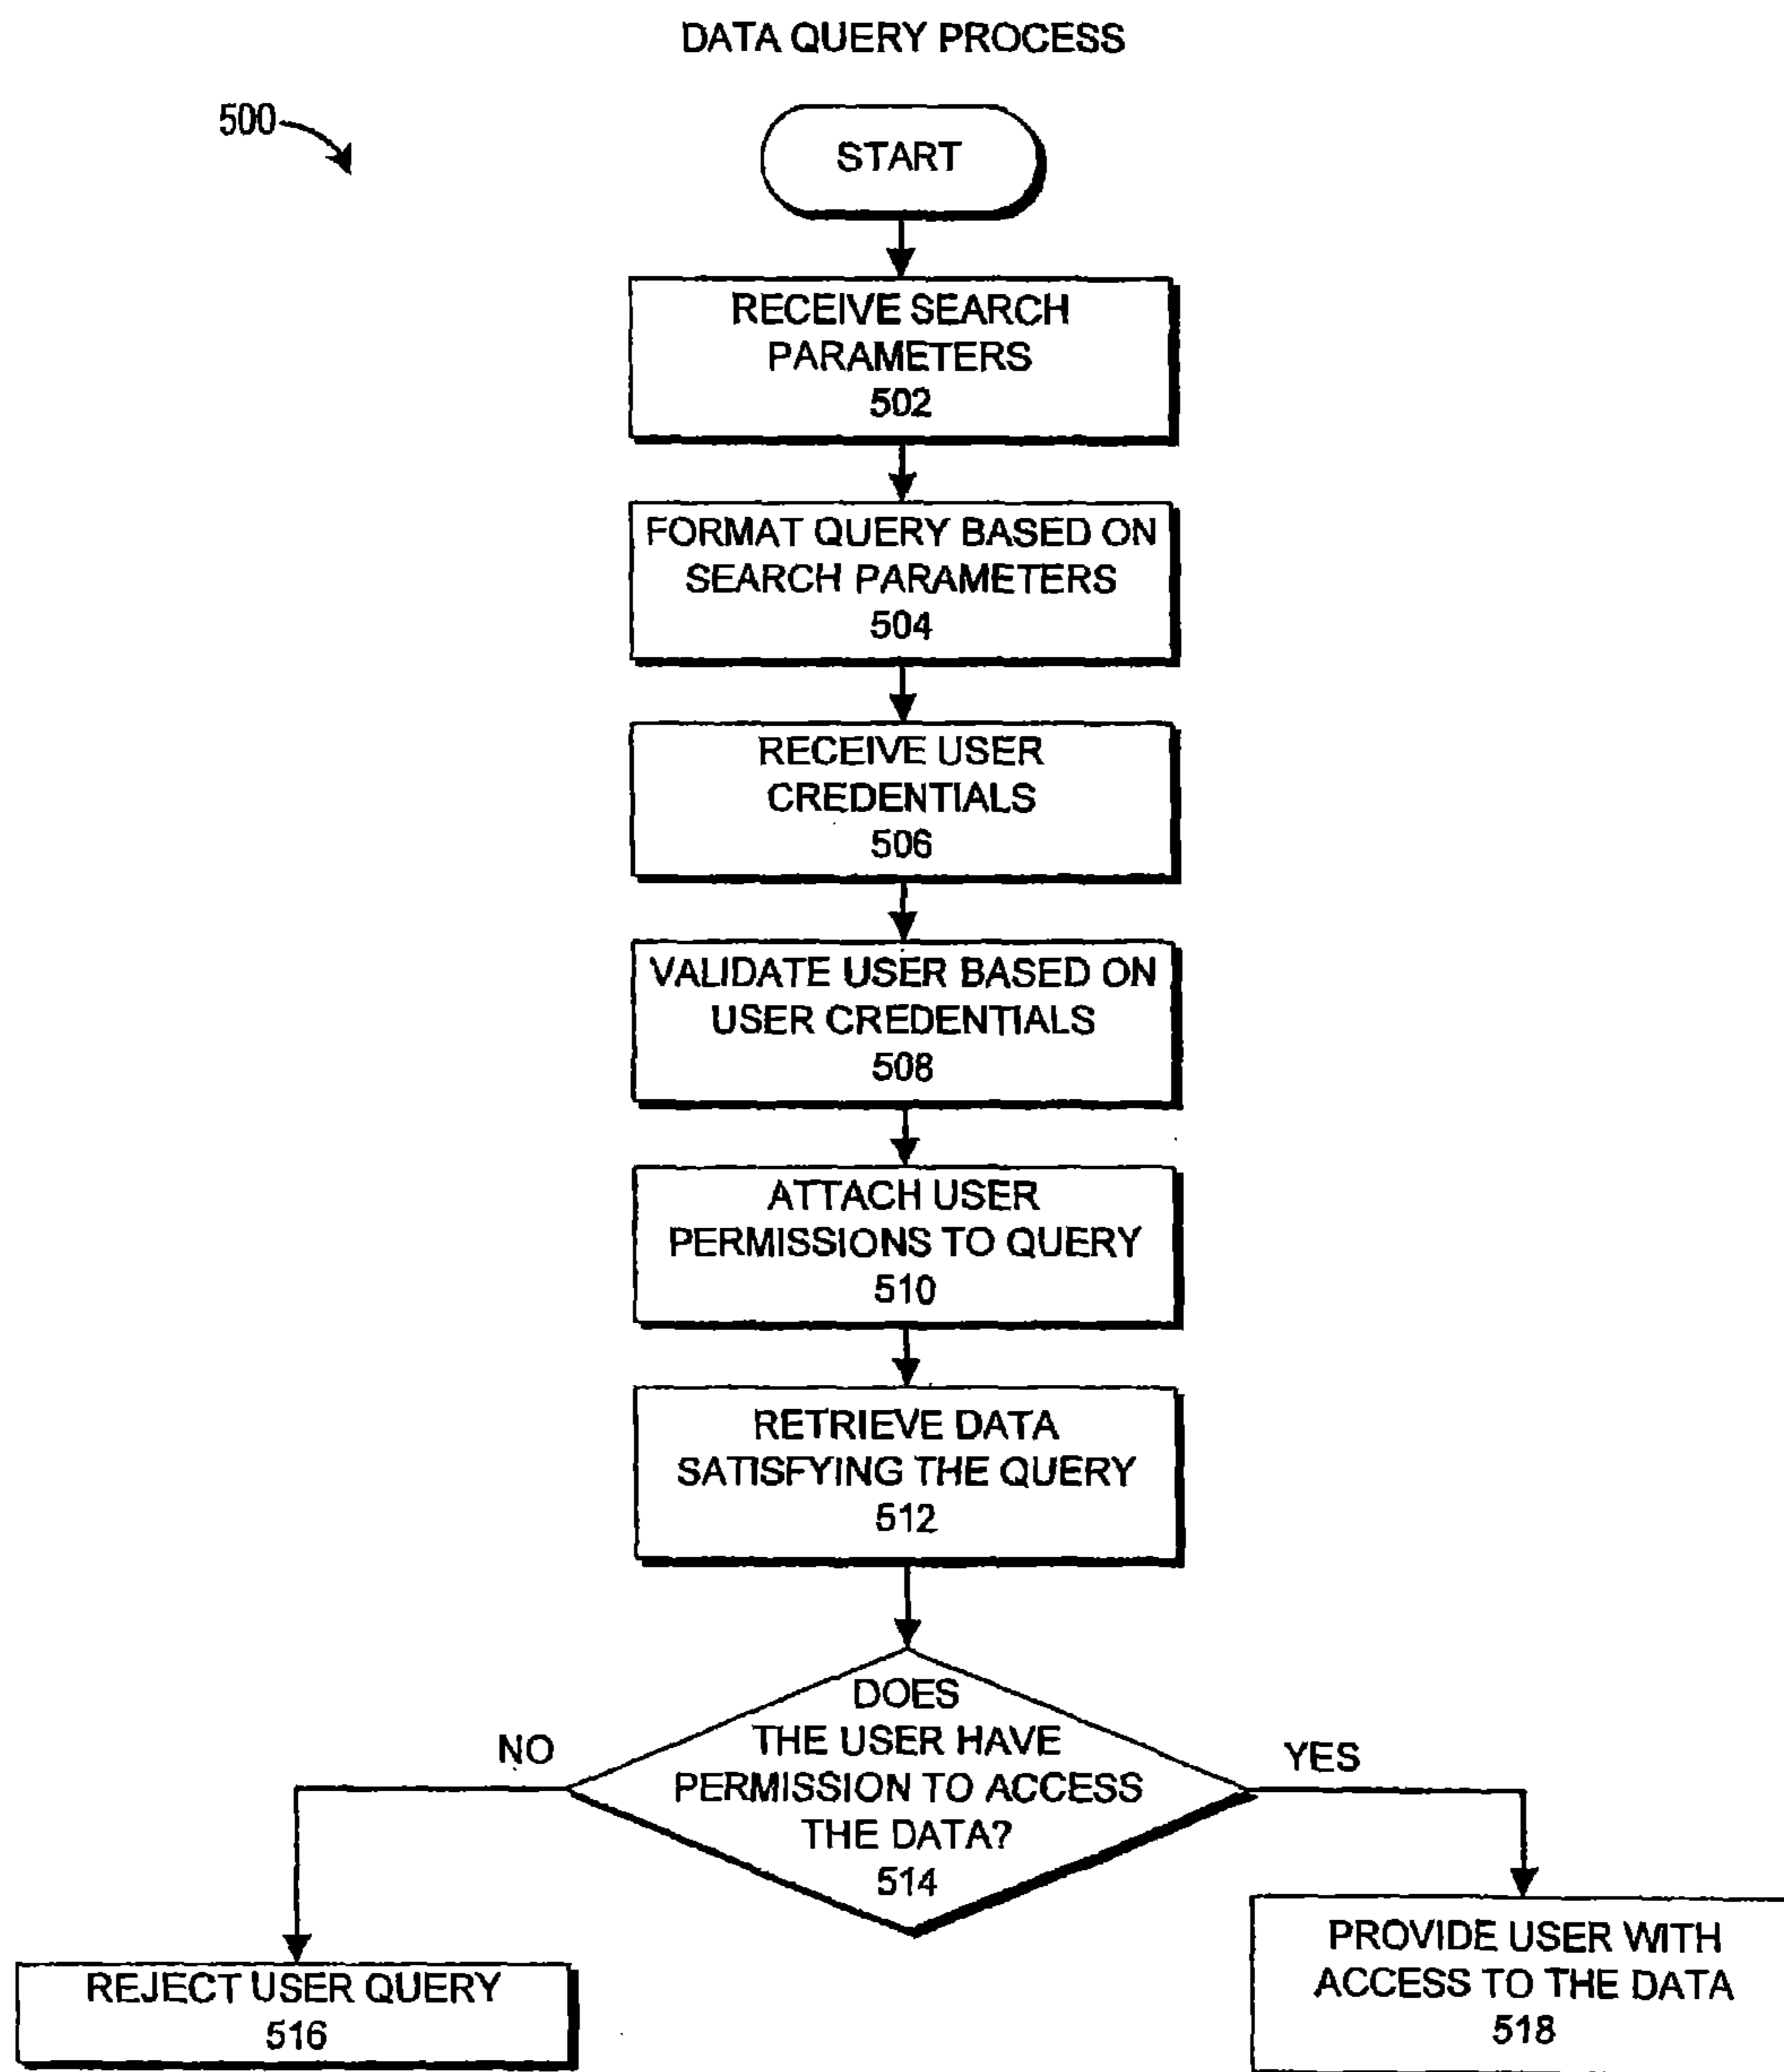 DATA QUERY PROCESS
500
START
RECEIVE SEARCH
PARAMETERS
502
FORMAT QUERY BASED ON
SEARCH PARAMETERS
504
RECEIVE USER
CREDENTIALS
506
VALIDATE USER BASED ON
USER CREDENTIALS
508
ATTACH USER
PERMISSIONS TO QUERY
510
RETRIEVE DATA
SATISFYING THE QUERY
512
DOES
THE USER HAVE
PERMISSION TO ACCESS
THE DATA?
514
NO
YES
REJECT USER QUERY
516
PROVIDE USER WITH
ACCESS TO THE DATA
518